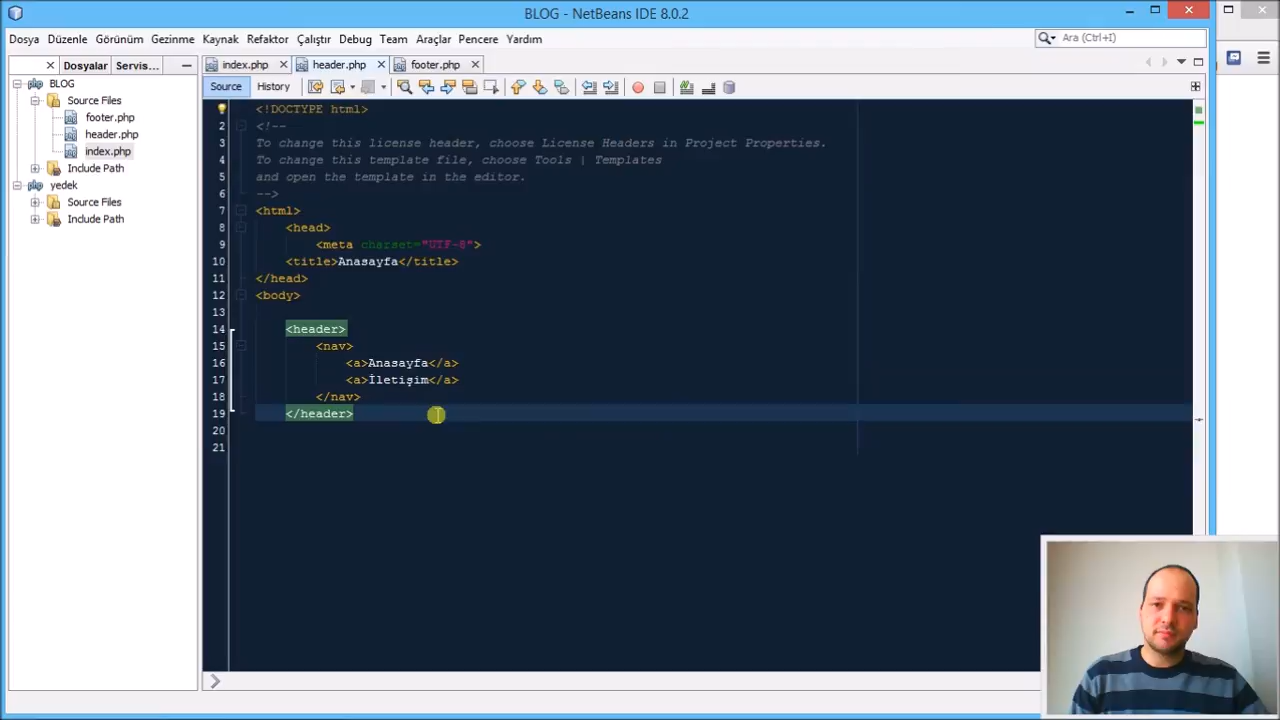 BLOG - NetBeans IDE 8.0.2
Dosya Düzenle Görünüm Gezinme Kaynak Refaktor Çalıştır Debug Team Araçlar Pencere Yardım
Ara (Ctrl+I)
Dosyalar Servis...
index.php header.php footer.php
Source History
BLOG
Source Files
footer.php
header.php
index.php
Include Path
yedek
Source Files
Include Path
<!DOCTYPE html>
2 <!--
3 To change this license header, choose License Headers in Project Properties.
4 To change this template file, choose Tools | Templates
5 and open the template in the editor.
6 -->
7 <html>
8 <head>
9 <meta charset="UTF-8">
10 <title>Anasayfa</title>
11 </head>
12 <body>
13
14 <header>
15 <nav>
16 <a>Anasayfa</a>
17 <a>İletişim</a>
18 </nav>
19 </header>
20
21